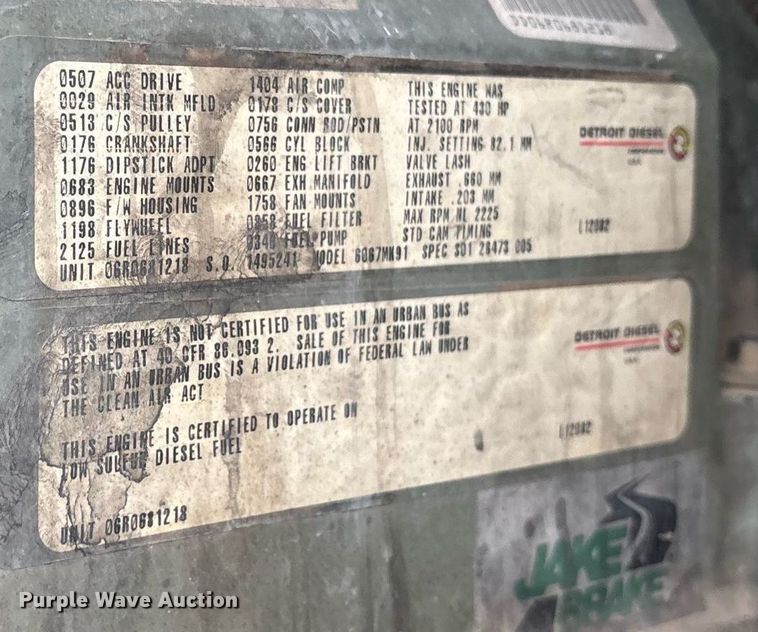 0507 ACC DRIVE 1404 AIR COMP THIS ENGINE WAS
0029 AIR INTK MFLD 0178 C/S COVER TESTED AT 430 HP
0513 C/S PULLEY 0756 CONN ROD/PSTN AT 2100 RPM
0176 CRANKSHAFT 0566 CYL BLOCK INJ. SETTING 82.1 MM
1176 DIPSTICK ADPT 0260 ENG LIFT BRKT VALVE LASH
0683 ENGINE MOUNTS 0667 EXH MANIFOLD EXHAUST .660 MM
0896 F/W HOUSING 1758 FAN MOUNTS INTAKE .203 MM
1198 FLYWHEEL FUEL FILTER MAX RPM NL 2225
2125 FUEL LINES FUEL PUMP STD CAM TIMING
UNIT 06R0681218 S.O. 1495241 MODEL 6067MK91 SPEC 005
DETROIT DIESEL
CORPORATION
THIS ENGINE IS NOT CERTIFIED FOR USE IN AN URBAN BUS AS
DEFINED AT 40 CFR 86.093 2. SALE OF THIS ENGINE FOR
USE IN AN URBAN BUS IS A VIOLATION OF FEDERAL LAW UNDER
THE CLEAN AIR ACT
THIS ENGINE IS CERTIFIED TO OPERATE ON
LOW SULFUR DIESEL FUEL
UNIT 06R0681218
DETROIT DIESEL
JAKE
BRAKE
Purple Wave Auction